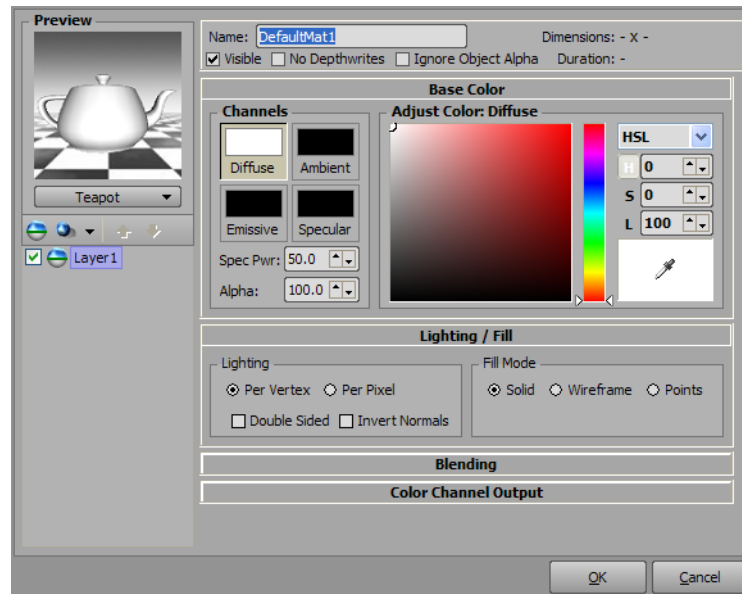 Preview
Teapot
Layer1
Name: DefaultMat1 Dimensions: - x -
Visible No Depthwrites Ignore Object Alpha Duration: -
Base Color
Channels
Diffuse Ambient
Emissive Specular
Spec Pwr: 50.0
Alpha: 100.0
Adjust Color: Diffuse
HSL
H 0
S 0
L 100
Lighting / Fill
Lighting
Per Vertex Per Pixel
Double Sided Invert Normals
Fill Mode
Solid Wireframe Points
Blending
Color Channel Output
OK Cancel